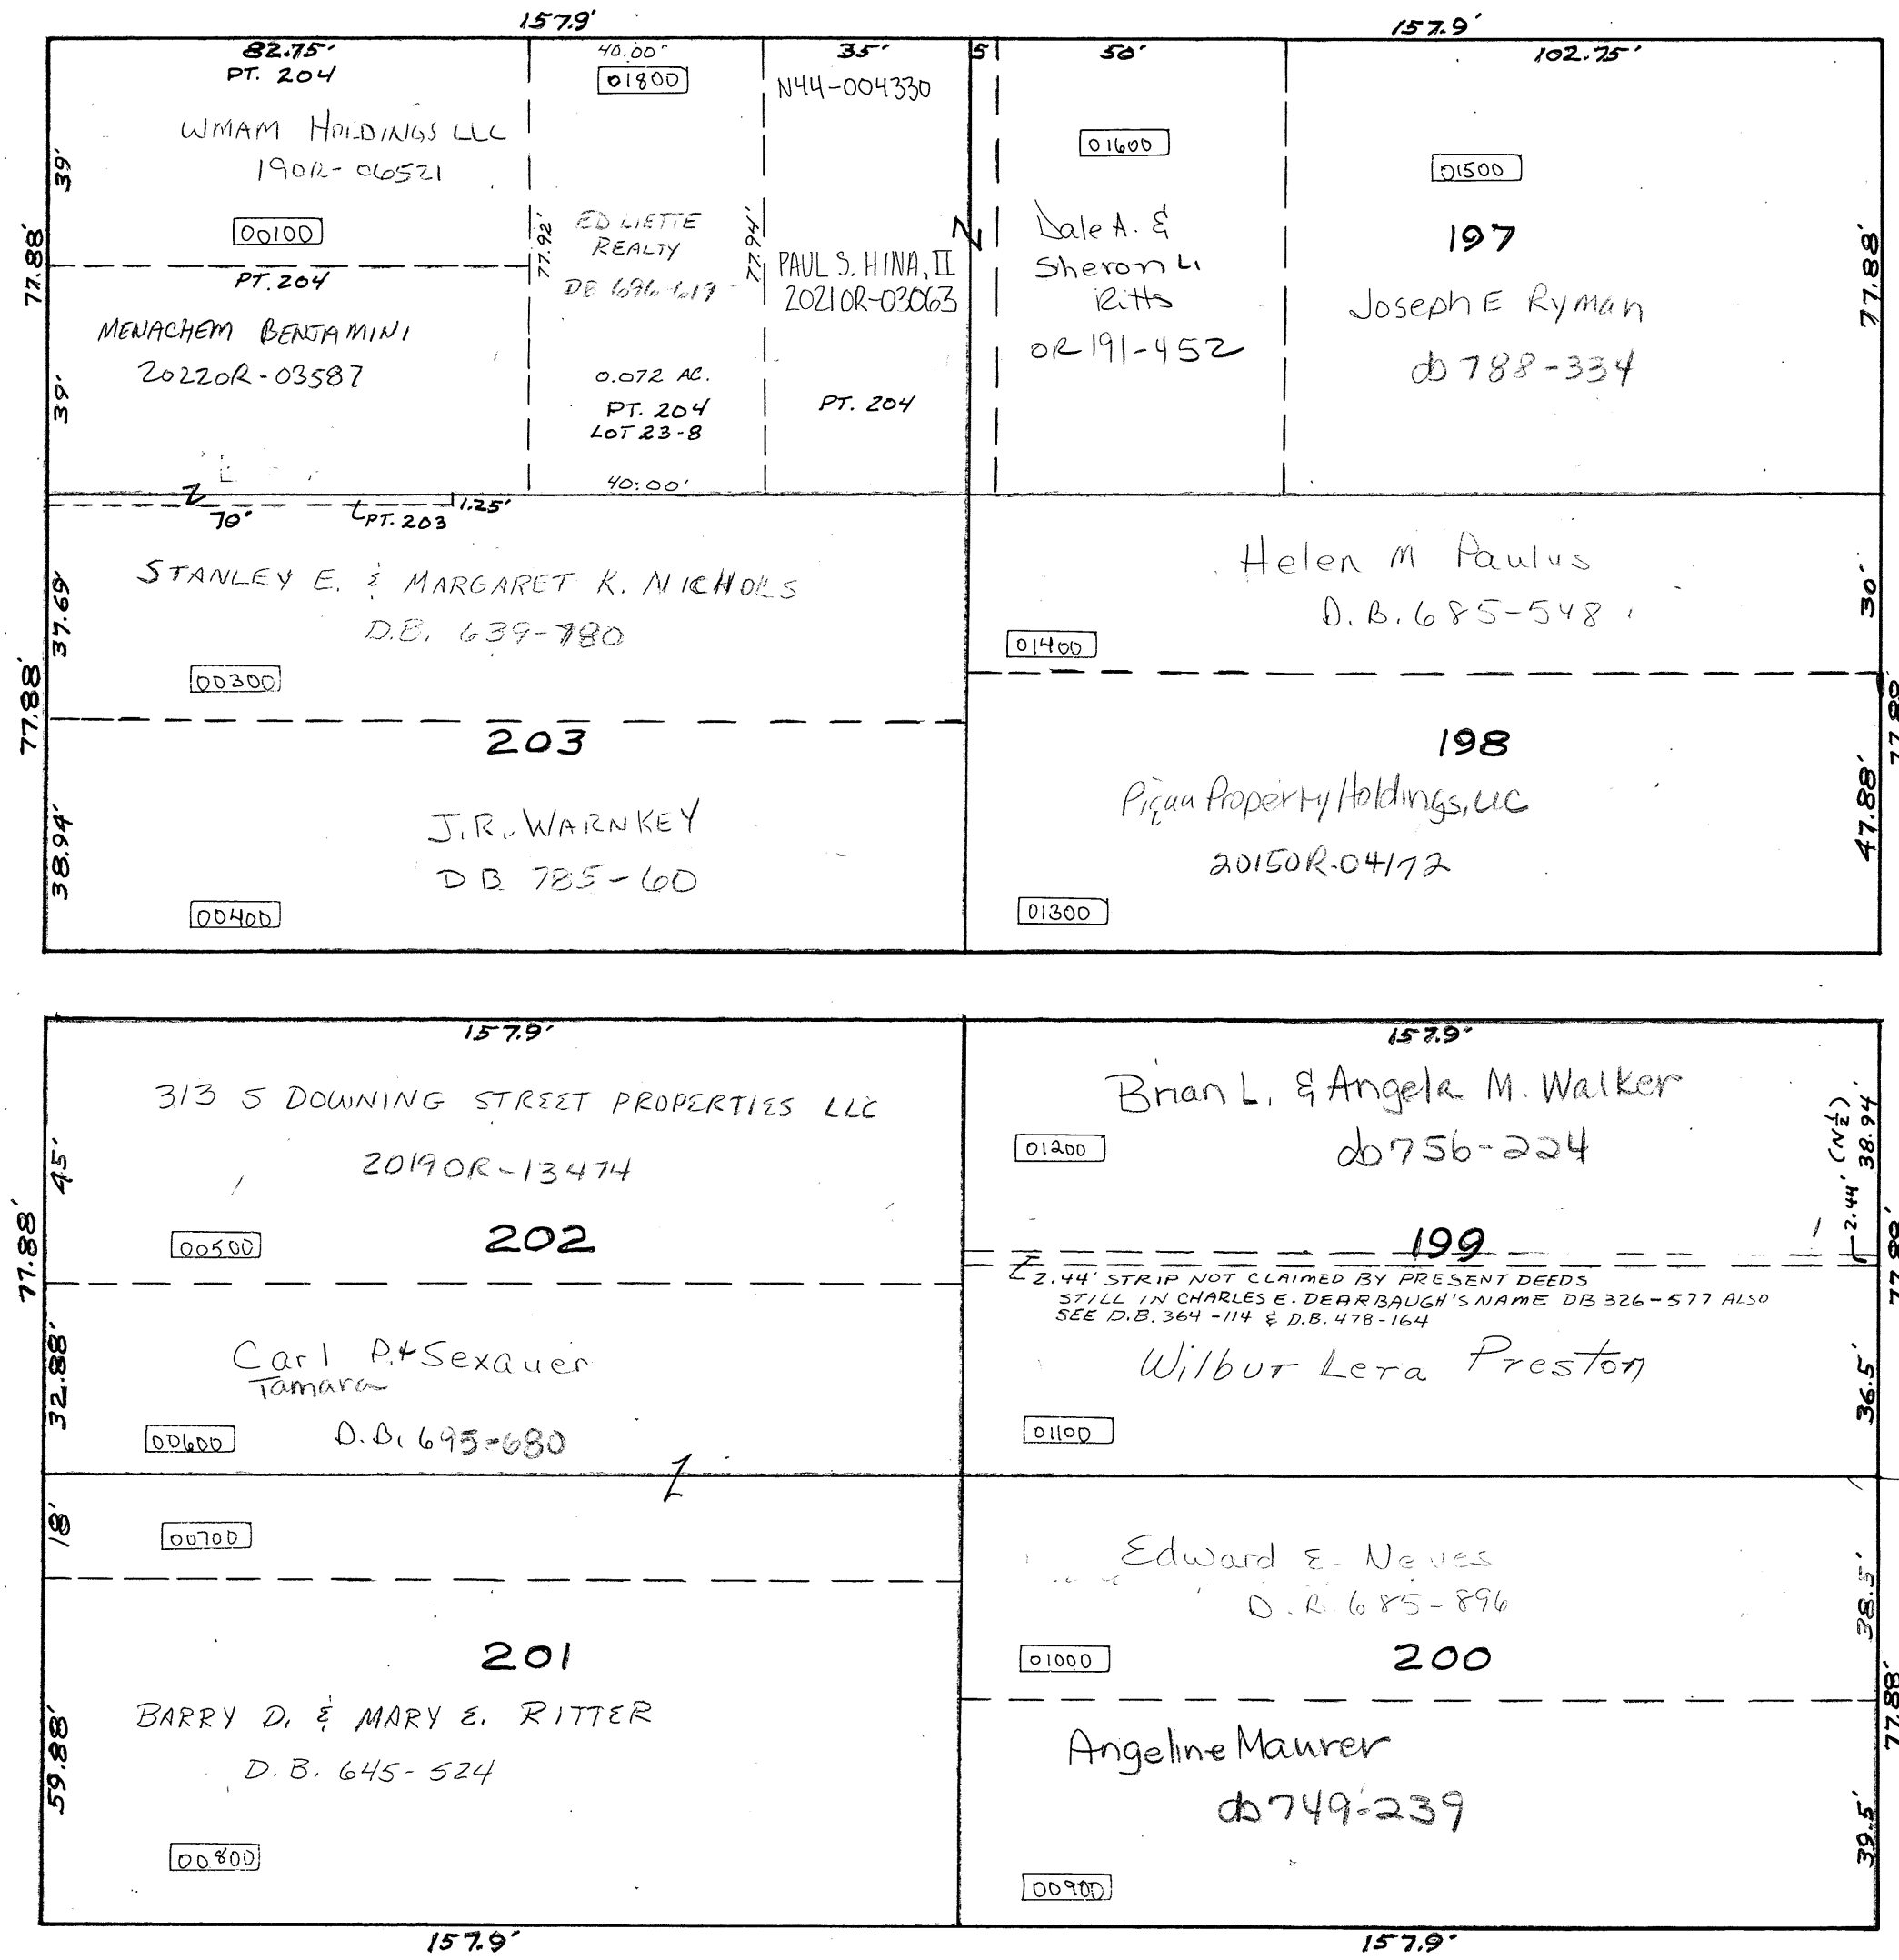 157.9'
157.9'
82.75'
40.00'
35'
5
50'
102.75'
PT. 204
01800
N44-004330
WMAM HOLDINGS LLC
190R-06521
39'
00100
77.88'
PT. 204
MENACHEM BENJAMINI
2022OR-03587
39'
77.92'
ED LIETTE
REALTY
77.94'
0.072 AC.
PT. 204
LOT 23-8
40.00'
PAUL S. HINA, II
2021OR-03063
PT. 204
Z
01600
Dale A. &
Sheron L.
Ritts
OR 191-452
01500
197
Joseph E Ryman
db 788-334
77.88'
Z
70'
PT. 203
1.25'
STANLEY E. & MARGARET K. NICHOLS
D.B. 639-780
37.69'
00300
77.88'
203
J.R. WARNKEY
DB 785-60
38.94'
00400
Helen M Paulus
D.B. 685-548
30'
01400
77.88'
198
Piqua Property Holdings, LLC
2015OR-04172
47.88'
01300
157.9'
313 S DOWNING STREET PROPERTIES LLC
2019OR-13474
45'
00500
202
77.88'
Carl P. & Sexauer
Tamara
D.B. 695-680
32.88'
00600
Z
157.9'
Brian L. & Angela M. Walker
db 756-224
01200
38.94'
2.44' (N½)
199
77.88'
2.44' STRIP NOT CLAIMED BY PRESENT DEEDS
STILL IN CHARLES E. DEARBAUGH'S NAME DB 326-577 ALSO
SEE D.B. 364-114 & D.B. 478-164
Wilbur Lera Preston
36.5'
01100
18'
00700
201
BARRY D. & MARY E. RITTER
D.B. 645-524
59.88'
00800
157.9'
Edward E. Neves
D.B. 685-896
38.5'
01000
200
77.88'
Angeline Maurer
db 749-239
39.5'
00900
157.9'